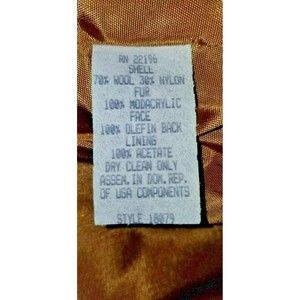 RN 22196
SHELL
70% WOOL 30% NYLON
FUR
100% MODACRYLIC
FACE
100% OLEFIN BACK
LINING
100% ACETATE
DRY CLEAN ONLY
ASSEM. IN DOM. REP.
OF USA COMPONENTS
STYLE 18079